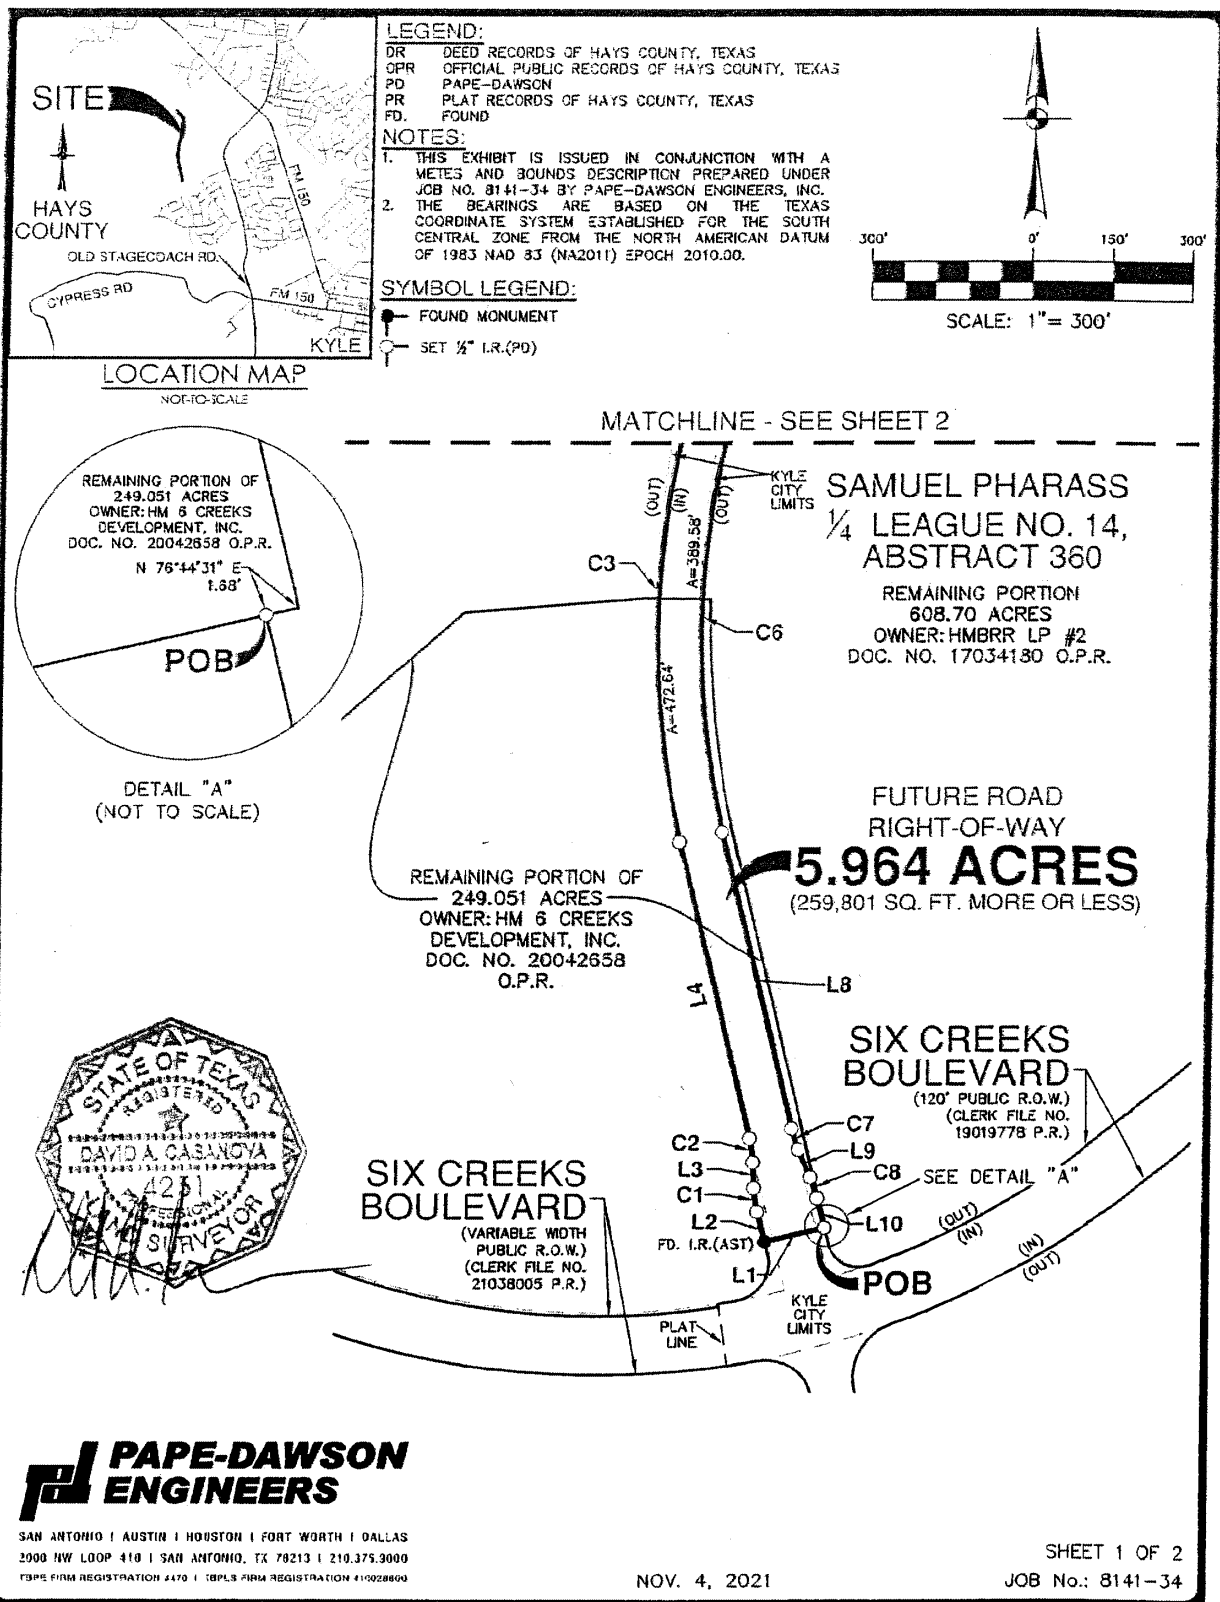 SITE
HAYS
COUNTY
OLD STAGECOACH RD.
CYPRESS RD
FM 150
FM 150
KYLE
LOCATION MAP
NOT-TO-SCALE
LEGEND:
DR DEED RECORDS OF HAYS COUNTY, TEXAS
OPR OFFICIAL PUBLIC RECORDS OF HAYS COUNTY, TEXAS
PD PAPE-DAWSON
PR PLAT RECORDS OF HAYS COUNTY, TEXAS
FD. FOUND
NOTES:
1. THIS EXHIBIT IS ISSUED IN CONJUNCTION WITH A
METES AND BOUNDS DESCRIPTION PREPARED UNDER
JOB NO. 8141-34 BY PAPE-DAWSON ENGINEERS, INC.
2. THE BEARINGS ARE BASED ON THE TEXAS
COORDINATE SYSTEM ESTABLISHED FOR THE SOUTH
CENTRAL ZONE FROM THE NORTH AMERICAN DATUM
OF 1983 NAD 83 (NA2011) EPOCH 2010.00.
SYMBOL LEGEND:
FOUND MONUMENT
SET ½" I.R.(PD)
300' 0' 150' 300'
SCALE: 1"= 300'
MATCHLINE - SEE SHEET 2
REMAINING PORTION OF
249.051 ACRES
OWNER: HM 6 CREEKS
DEVELOPMENT, INC.
DOC. NO. 20042658 O.P.R.
N 76°44'31" E
1.68'
POB
DETAIL "A"
(NOT TO SCALE)
(OUT)
(IN)
(OUT)
KYLE
CITY
LIMITS
SAMUEL PHARASS
¼ LEAGUE NO. 14,
ABSTRACT 360
REMAINING PORTION
608.70 ACRES
OWNER: HMBRR LP #2
DOC. NO. 17034180 O.P.R.
C3
A=389.58'
C6
A=472.64'
FUTURE ROAD
RIGHT-OF-WAY
5.964 ACRES
(259,801 SQ. FT. MORE OR LESS)
REMAINING PORTION OF
249.051 ACRES
OWNER: HM 6 CREEKS
DEVELOPMENT, INC.
DOC. NO. 20042658
O.P.R.
L4
L8
SIX CREEKS
BOULEVARD
(120' PUBLIC R.O.W.)
(CLERK FILE NO.
19019778 P.R.)
C7
L9
C8
SEE DETAIL "A"
L10
C2
L3
C1
L2
FD. I.R.(AST)
L1
POB
(OUT)
(IN)
(IN)
(OUT)
KYLE
CITY
LIMITS
PLAT
LINE
SIX CREEKS
BOULEVARD
(VARIABLE WIDTH
PUBLIC R.O.W.)
(CLERK FILE NO.
21038005 P.R.)
STATE OF TEXAS
REGISTERED
DAVID A. CASANOVA
4251
PROFESSIONAL
LAND SURVEYOR
PAPE-DAWSON
ENGINEERS
SAN ANTONIO | AUSTIN | HOUSTON | FORT WORTH | DALLAS
2000 NW LOOP 410 | SAN ANTONIO, TX 78213 | 210.375.9000
TBPE FIRM REGISTRATION #470 | TBPLS FIRM REGISTRATION #10028800
NOV. 4, 2021
SHEET 1 OF 2
JOB No.: 8141-34